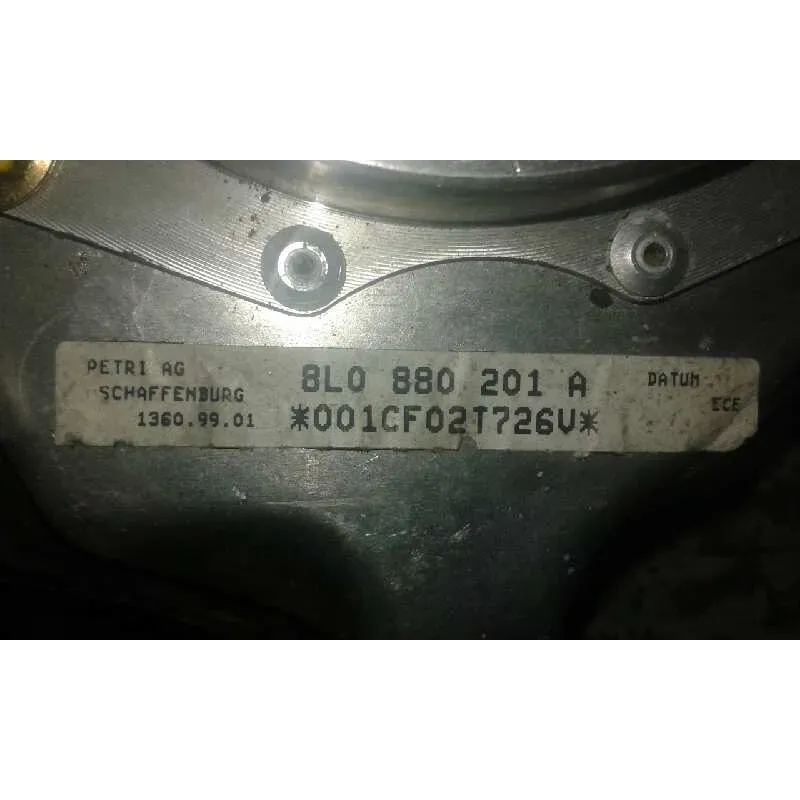 PETRI AG
SCHAFFENBURG
1360.99.01
8L0 880 201 A
*001CF02T726V*
DATUM
ECE